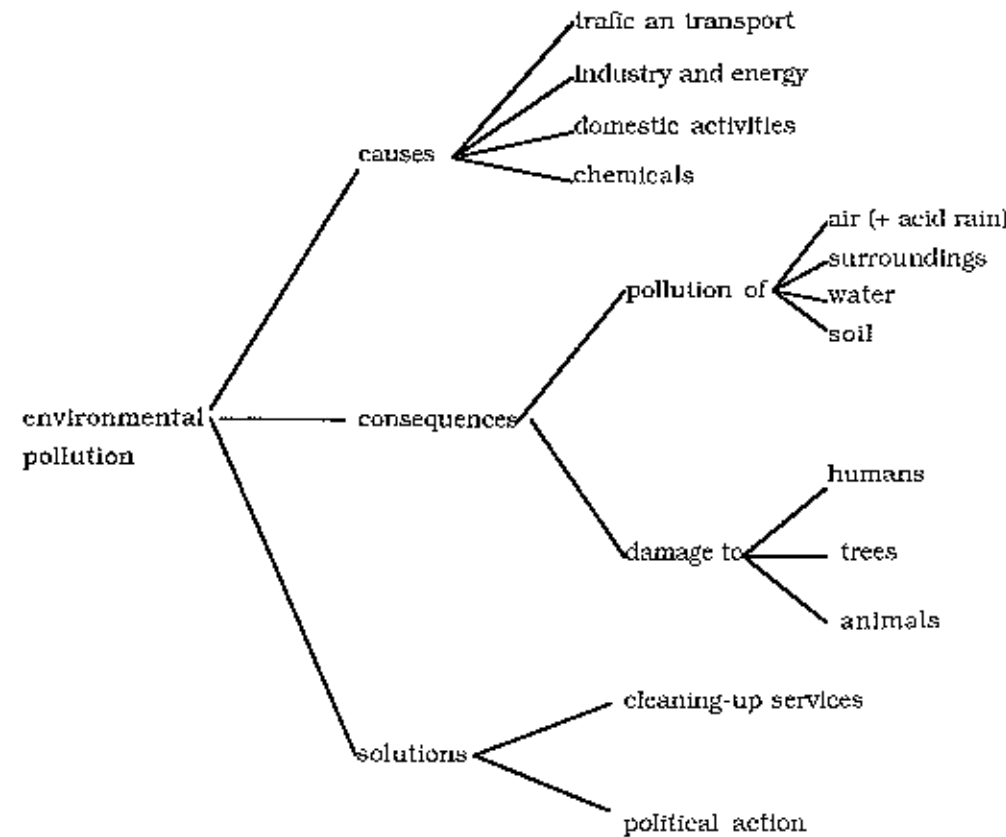 trafic an transport
industry and energy
domestic activities
causes
chemicals
air (+ acid rain)
surroundings
pollution of
water
soil
environmental
pollution
consequences
humans
damage to
trees
animals
cleaning-up services
solutions
political action